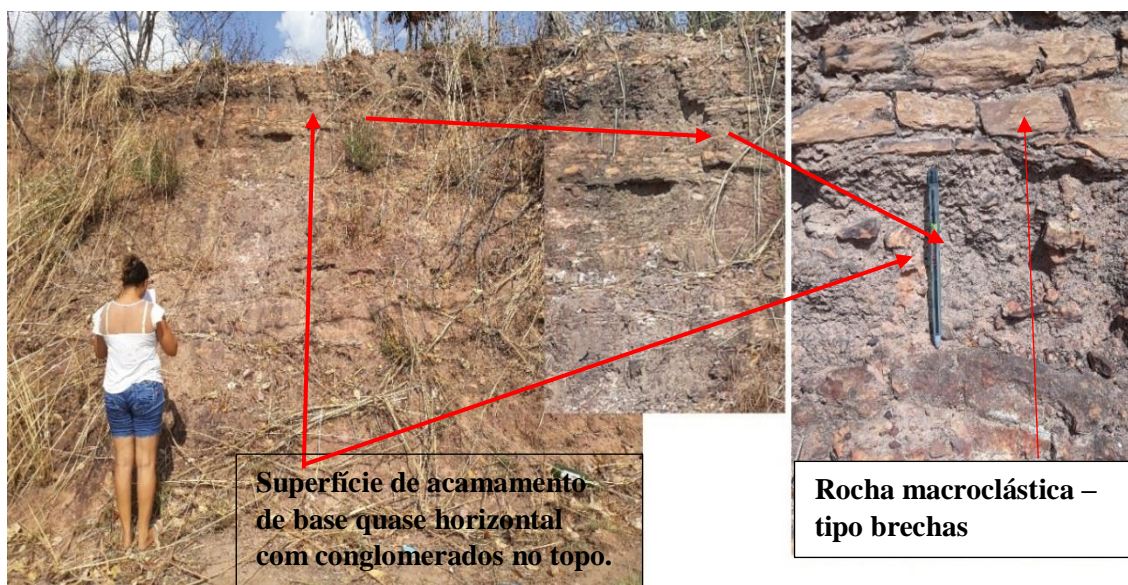 Superfície de acamamento
de base quase horizontal
com conglomerados no topo.
Rocha macroclástica –
tipo brechas